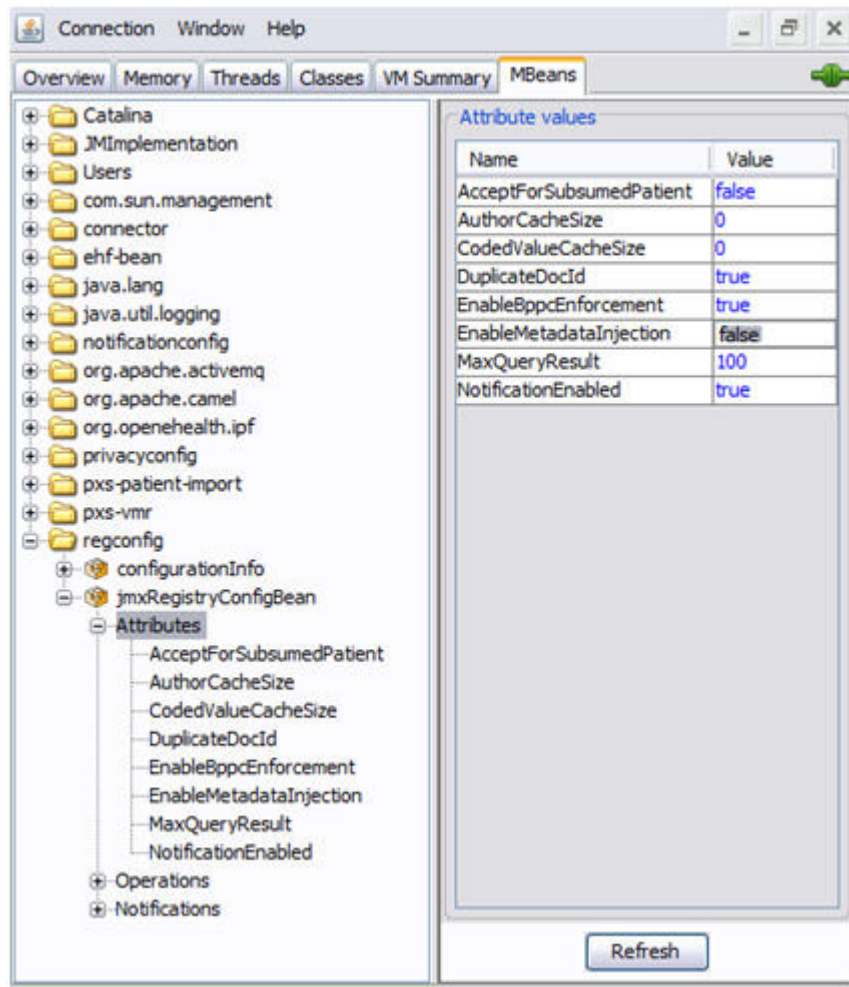 Connection Window Help
Overview Memory Threads Classes VM Summary MBeans
Catalina
JMImplementation
Users
com.sun.management
connector
ehf-bean
java.lang
java.util.logging
notificationconfig
org.apache.activemq
org.apache.camel
org.openehealth.ipf
privacyconfig
pxs-patient-import
pxs-vmr
regconfig
configurationInfo
jmxRegistryConfigBean
Attributes
AcceptForSubsumedPatient
AuthorCacheSize
CodedValueCacheSize
DuplicateDocId
EnableBppcEnforcement
EnableMetadataInjection
MaxQueryResult
NotificationEnabled
Operations
Notifications
Attribute values
Name Value
AcceptForSubsumedPatient false
AuthorCacheSize 0
CodedValueCacheSize 0
DuplicateDocId true
EnableBppcEnforcement true
EnableMetadataInjection false
MaxQueryResult 100
NotificationEnabled true
Refresh